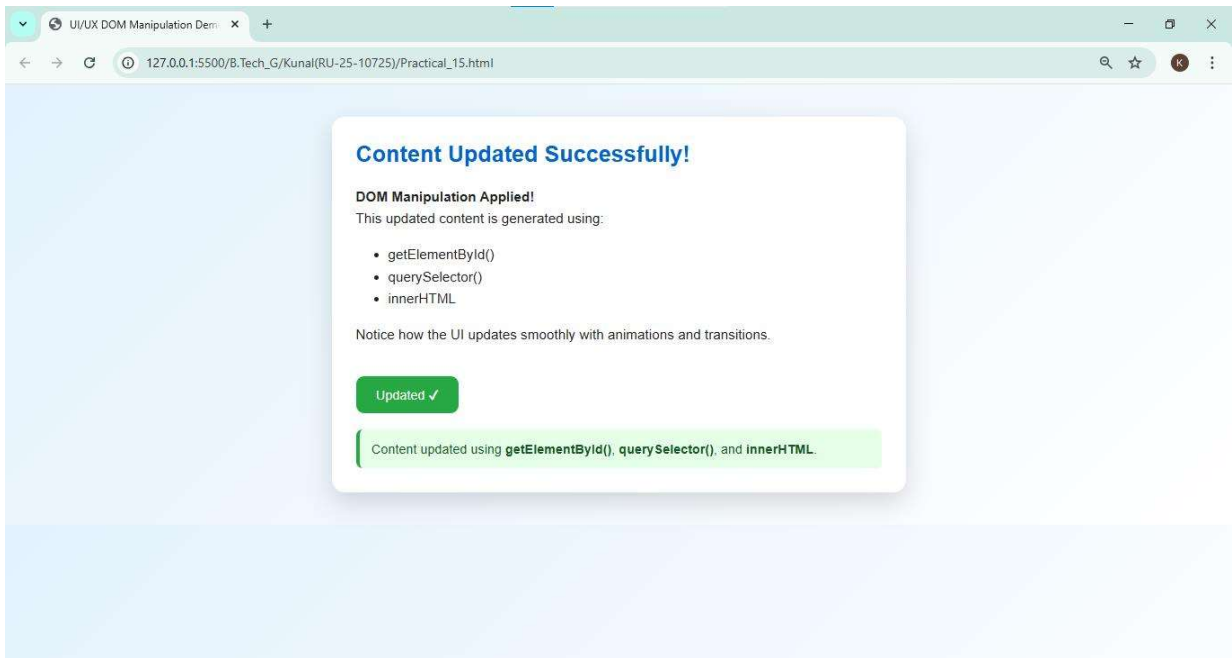 UI/UX DOM Manipulation Dem
127.0.0.1:5500/B.Tech_G/Kunal(RU-25-10725)/Practical_15.html
K
Content Updated Successfully!
DOM Manipulation Applied!
This updated content is generated using:
• getElementById()
• querySelector()
• innerHTML
Notice how the UI updates smoothly with animations and transitions.
Updated ✓
Content updated using getElementById(), querySelector(), and innerHTML.